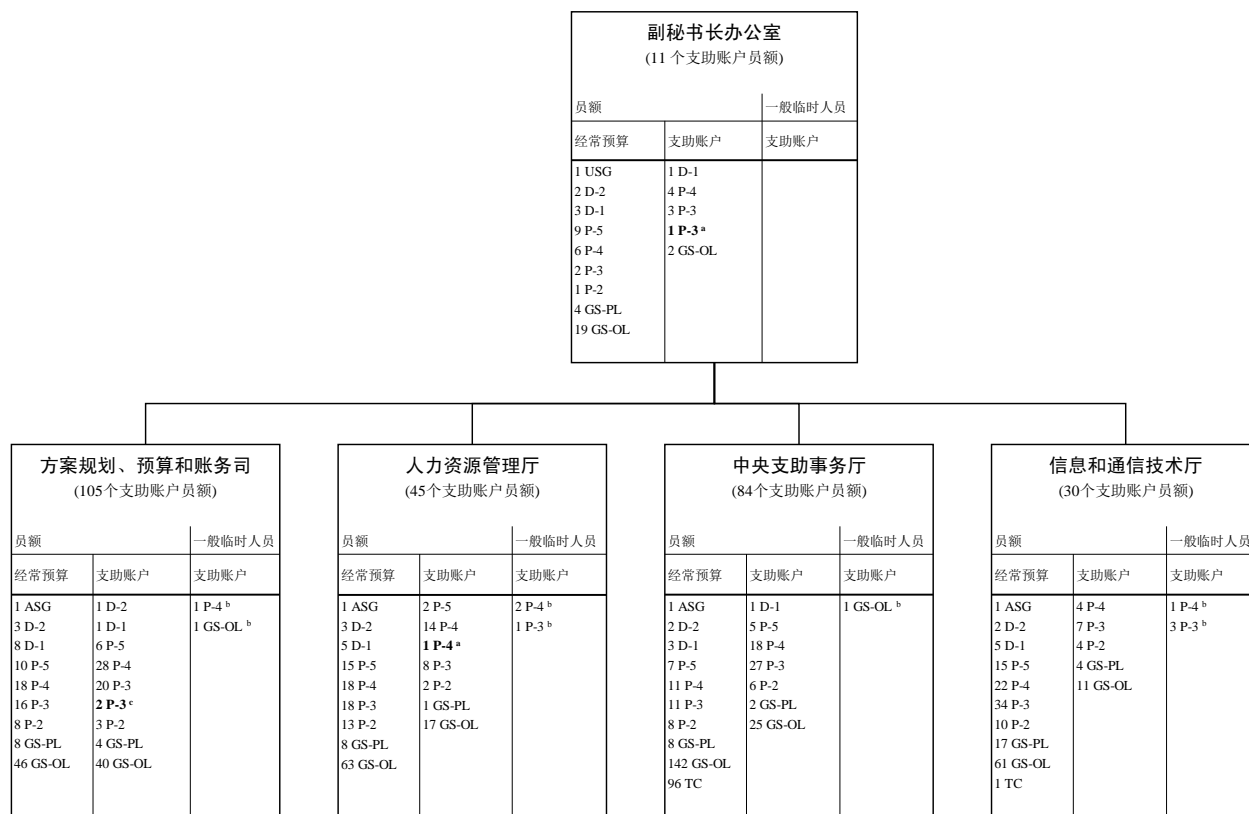 副秘书长办公室
(11 个支助账户员额)
员额 一般临时人员
经常预算 支助账户 支助账户
1 USG 1 D-1
2 D-2 4 P-4
3 D-1 3 P-3
9 P-5 1 P-3 ᵃ
6 P-4 2 GS-OL
2 P-3
1 P-2
4 GS-PL
19 GS-OL
方案规划、预算和账务司
(105个支助账户员额)
员额 一般临时人员
经常预算 支助账户 支助账户
1 ASG 1 D-2 1 P-4 ᵇ
3 D-2 1 D-1 1 GS-OL ᵇ
8 D-1 6 P-5
10 P-5 28 P-4
18 P-4 20 P-3
16 P-3 2 P-3 ᶜ
8 P-2 3 P-2
8 GS-PL 4 GS-PL
46 GS-OL 40 GS-OL
人力资源管理厅
(45个支助账户员额)
员额 一般临时人员
经常预算 支助账户 支助账户
1 ASG 2 P-5 2 P-4 ᵇ
3 D-2 14 P-4 1 P-3 ᵇ
5 D-1 1 P-4 ᵃ
15 P-5 8 P-3
18 P-4 2 P-2
18 P-3 1 GS-PL
13 P-2 17 GS-OL
8 GS-PL
63 GS-OL
中央支助事务厅
(84个支助账户员额)
员额 一般临时人员
经常预算 支助账户 支助账户
1 ASG 1 D-1 1 GS-OL ᵇ
2 D-2 5 P-5
3 D-1 18 P-4
7 P-5 27 P-3
11 P-4 6 P-2
11 P-3 2 GS-PL
8 P-2 25 GS-OL
8 GS-PL
142 GS-OL
96 TC
信息和通信技术厅
(30个支助账户员额)
员额 一般临时人员
经常预算 支助账户 支助账户
1 ASG 4 P-4 1 P-4 ᵇ
2 D-2 7 P-3 3 P-3 ᵇ
5 D-1 4 P-2
15 P-5 4 GS-PL
22 P-4 11 GS-OL
34 P-3
10 P-2
17 GS-PL
61 GS-OL
1 TC